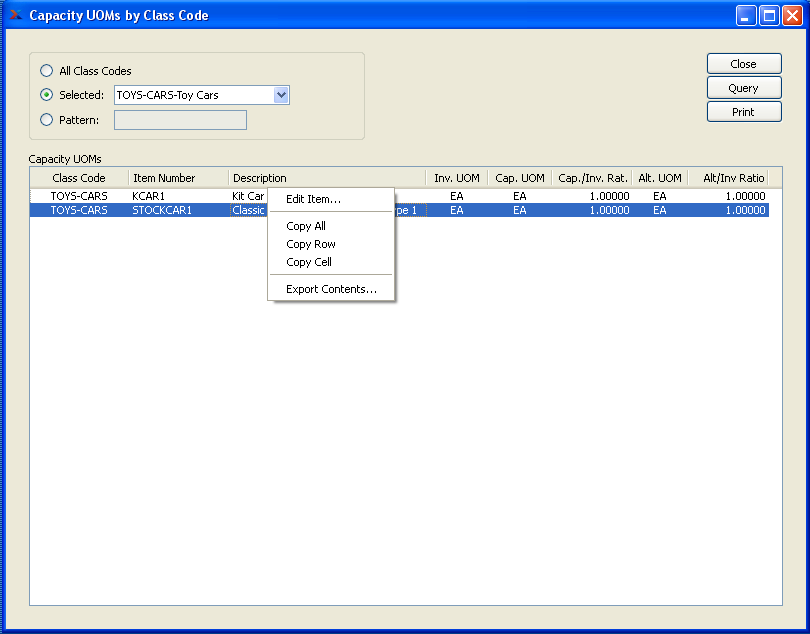 Capacity UOMs by Class Code
All Class Codes
Selected: TOYS-CARS-Toy Cars
Pattern:
Close
Query
Print
Capacity UOMs
Class Code Item Number Description Inv. UOM Cap. UOM Cap./Inv. Rat. Alt. UOM Alt/Inv Ratio
TOYS-CARS KCAR1 Kit Car EA EA 1.00000 EA 1.00000
TOYS-CARS STOCKCAR1 Classic 1 EA EA 1.00000 EA 1.00000
Edit Item...
Copy All
Copy Row
Copy Cell
Export Contents...